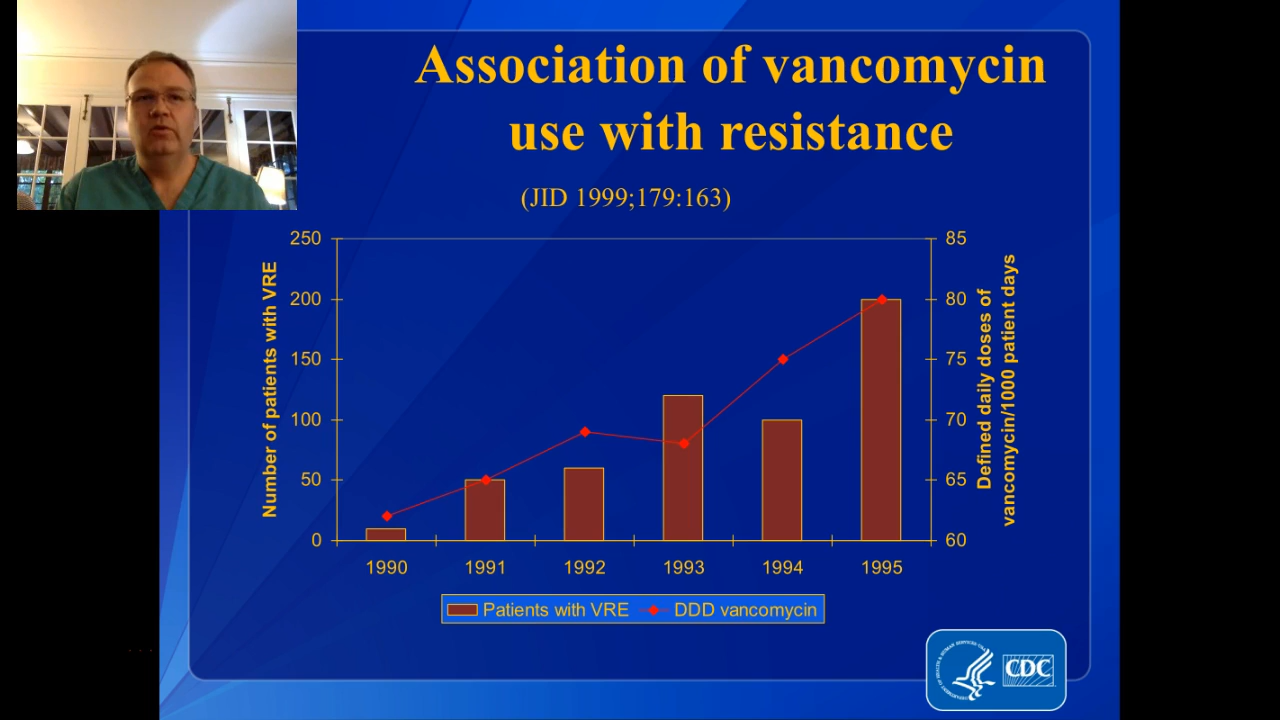 Association of vancomycin
use with resistance
(JID 1999;179:163)
250
200
150
100
50
0
Number of patients with VRE
85
80
75
70
65
60
Defined daily doses of
vancomycin/1000 patient days
1990 1991 1992 1993 1994 1995
Patients with VRE DDD vancomycin
CDC